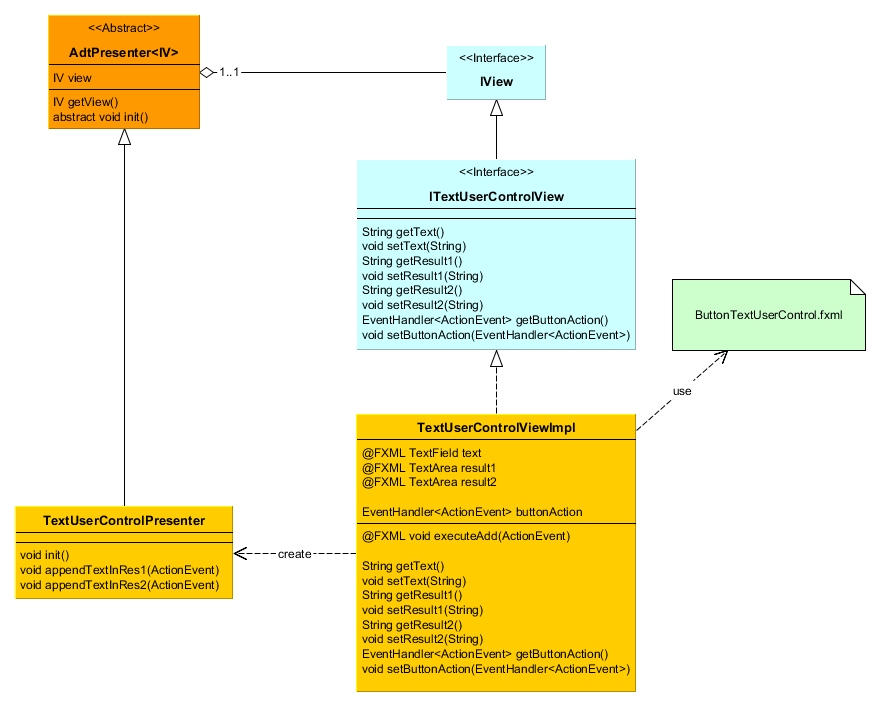 <<Abstract>>
AdtPresenter<IV>
IV view
IV getView()
abstract void init()
1..1
<<Interface>>
IView
<<Interface>>
ITextUserControlView
String getText()
void setText(String)
String getResult1()
void setResult1(String)
String getResult2()
void setResult2(String)
EventHandler<ActionEvent> getButtonAction()
void setButtonAction(EventHandler<ActionEvent>)
ButtonTextUserControl.fxml
use
TextUserControlViewImpl
@FXML TextField text
@FXML TextArea result1
@FXML TextArea result2
EventHandler<ActionEvent> buttonAction
@FXML void executeAdd(ActionEvent)
String getText()
void setText(String)
String getResult1()
void setResult1(String)
String getResult2()
void setResult2(String)
EventHandler<ActionEvent> getButtonAction()
void setButtonAction(EventHandler<ActionEvent>)
create
TextUserControlPresenter
void init()
void appendTextInRes1(ActionEvent)
void appendTextInRes2(ActionEvent)